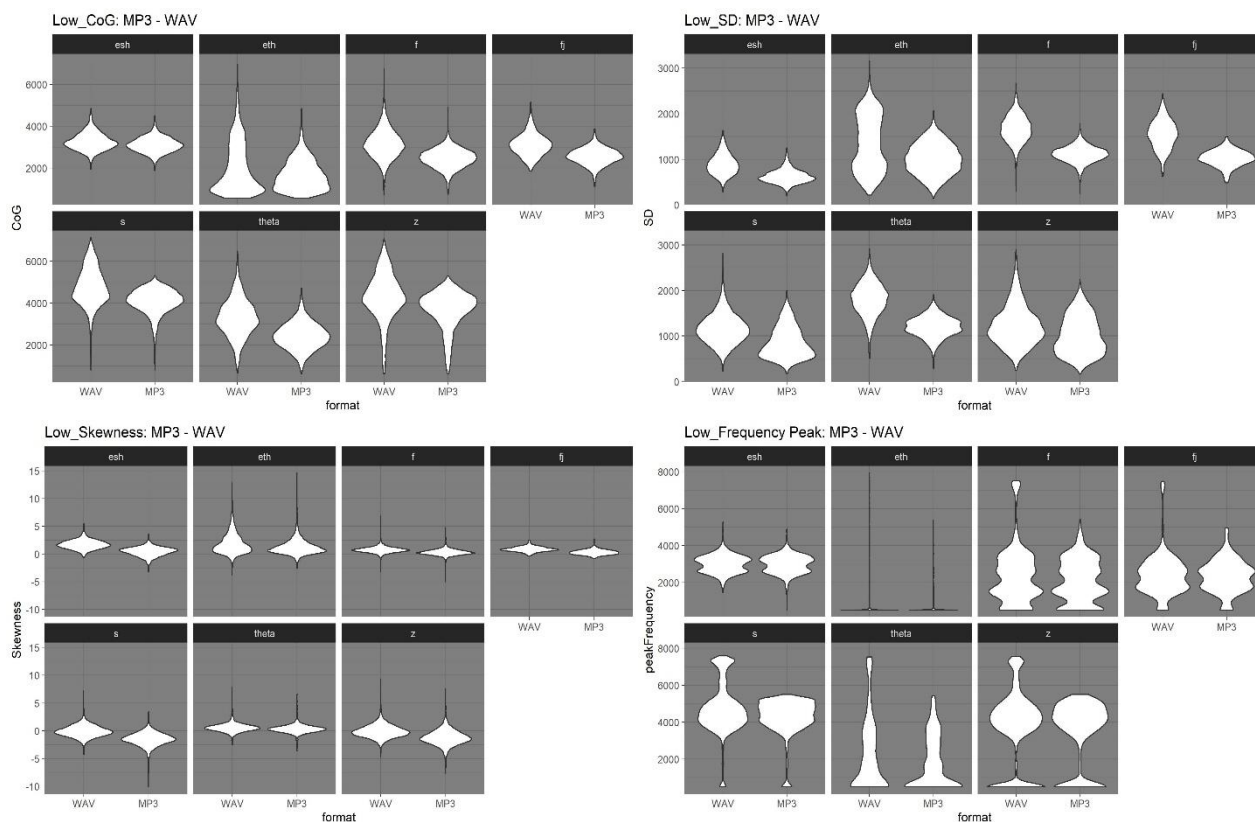 Low_CoG: MP3 - WAV
esh eth f fj
6000
4000
2000
WAV MP3
s theta z
6000
4000
2000
CoG
WAV MP3 WAV MP3 WAV MP3
format
Low_SD: MP3 - WAV
esh eth f fj
3000
2000
1000
0
WAV MP3
s theta z
3000
2000
1000
0
SD
WAV MP3 WAV MP3 WAV MP3
format
Low_Skewness: MP3 - WAV
esh eth f fj
15
10
5
0
-5
-10
WAV MP3
s theta z
15
10
5
0
-5
-10
Skewness
WAV MP3 WAV MP3 WAV MP3
format
Low_Frequency Peak: MP3 - WAV
esh eth f fj
8000
6000
4000
2000
WAV MP3
s theta z
8000
6000
4000
2000
peakFrequency
WAV MP3 WAV MP3 WAV MP3
format